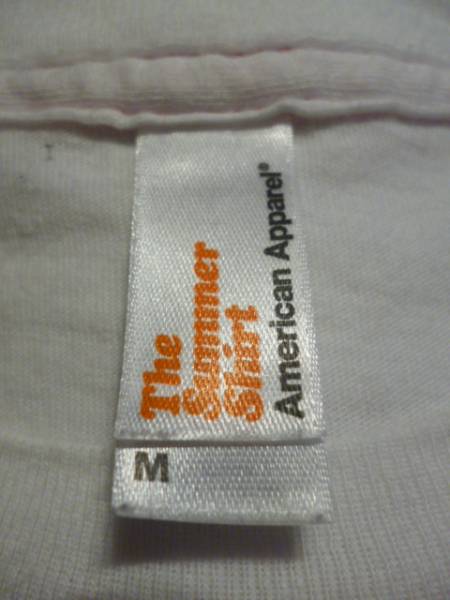 The
Summer
Shirt
American Apparel®
M